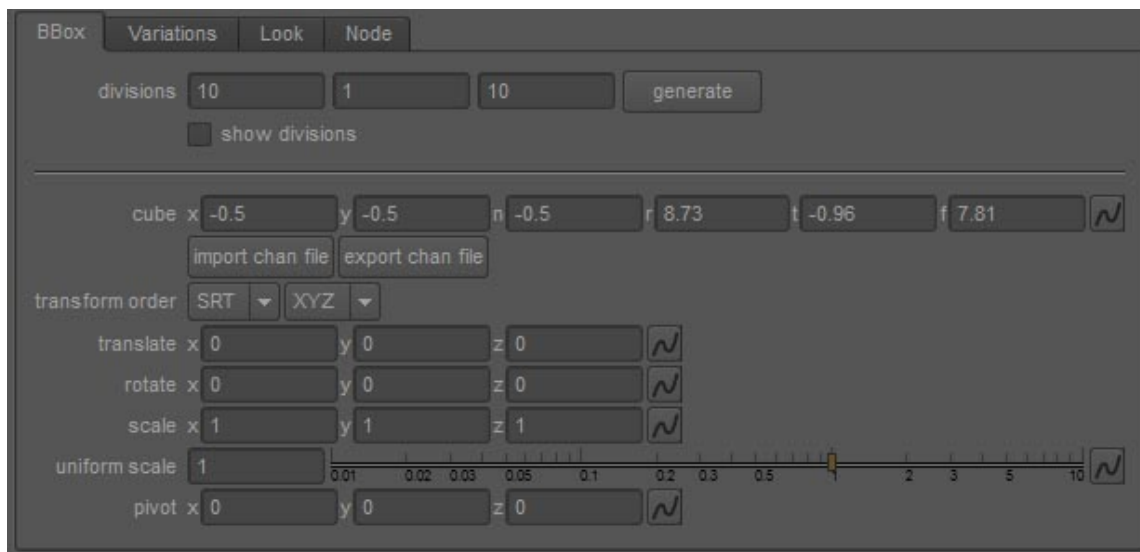 BBox Variations Look Node
divisions 10 1 10 generate
show divisions
cube x -0.5 y -0.5 n -0.5 r 8.73 t -0.96 f 7.81
import chan file export chan file
transform order SRT XYZ
translate x 0 y 0 z 0
rotate x 0 y 0 z 0
scale x 1 y 1 z 1
uniform scale 1 0.01 0.02 0.03 0.05 0.1 0.2 0.3 0.5 1 2 3 5 10
pivot x 0 y 0 z 0